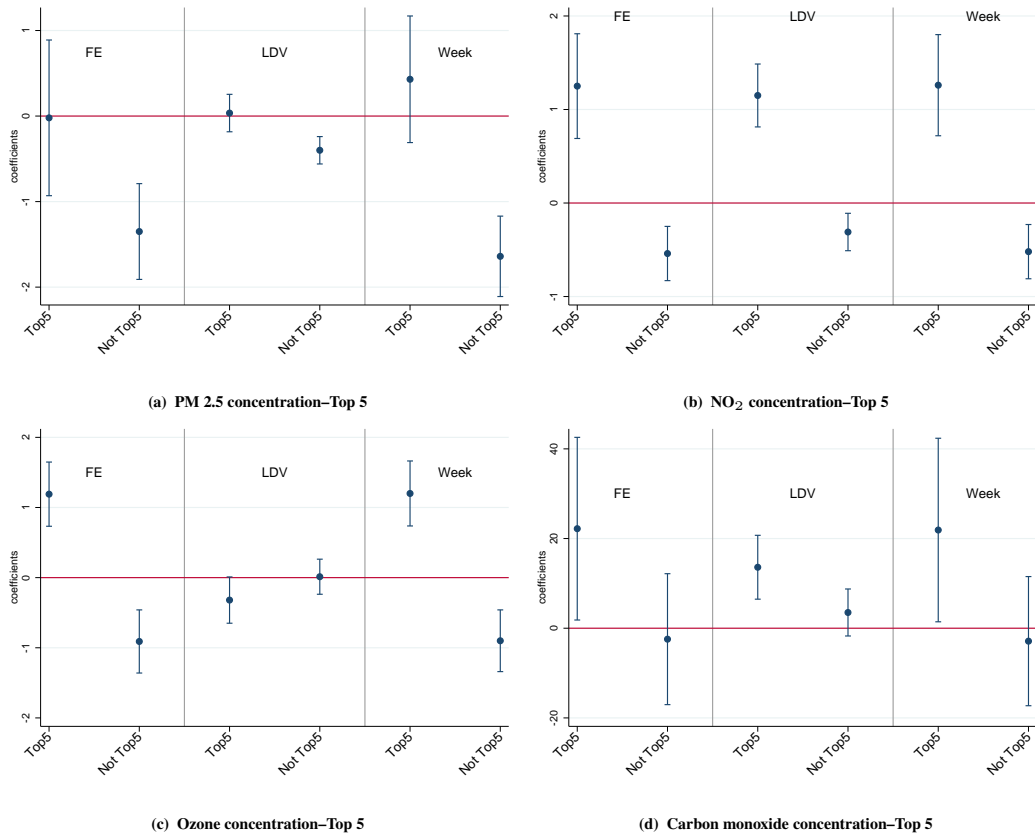 FE LDV Week
coefficients
1
0
-1
-2
Top5 Not Top5 Top5 Not Top5 Top5 Not Top5
(a) PM 2.5 concentration–Top 5
FE LDV Week
coefficients
2
1
0
-1
Top5 Not Top5 Top5 Not Top5 Top5 Not Top5
(b) NO₂ concentration–Top 5
FE LDV Week
coefficients
2
1
0
-1
-2
Top5 Not Top5 Top5 Not Top5 Top5 Not Top5
(c) Ozone concentration–Top 5
FE LDV Week
coefficients
40
20
0
-20
Top5 Not Top5 Top5 Not Top5 Top5 Not Top5
(d) Carbon monoxide concentration–Top 5